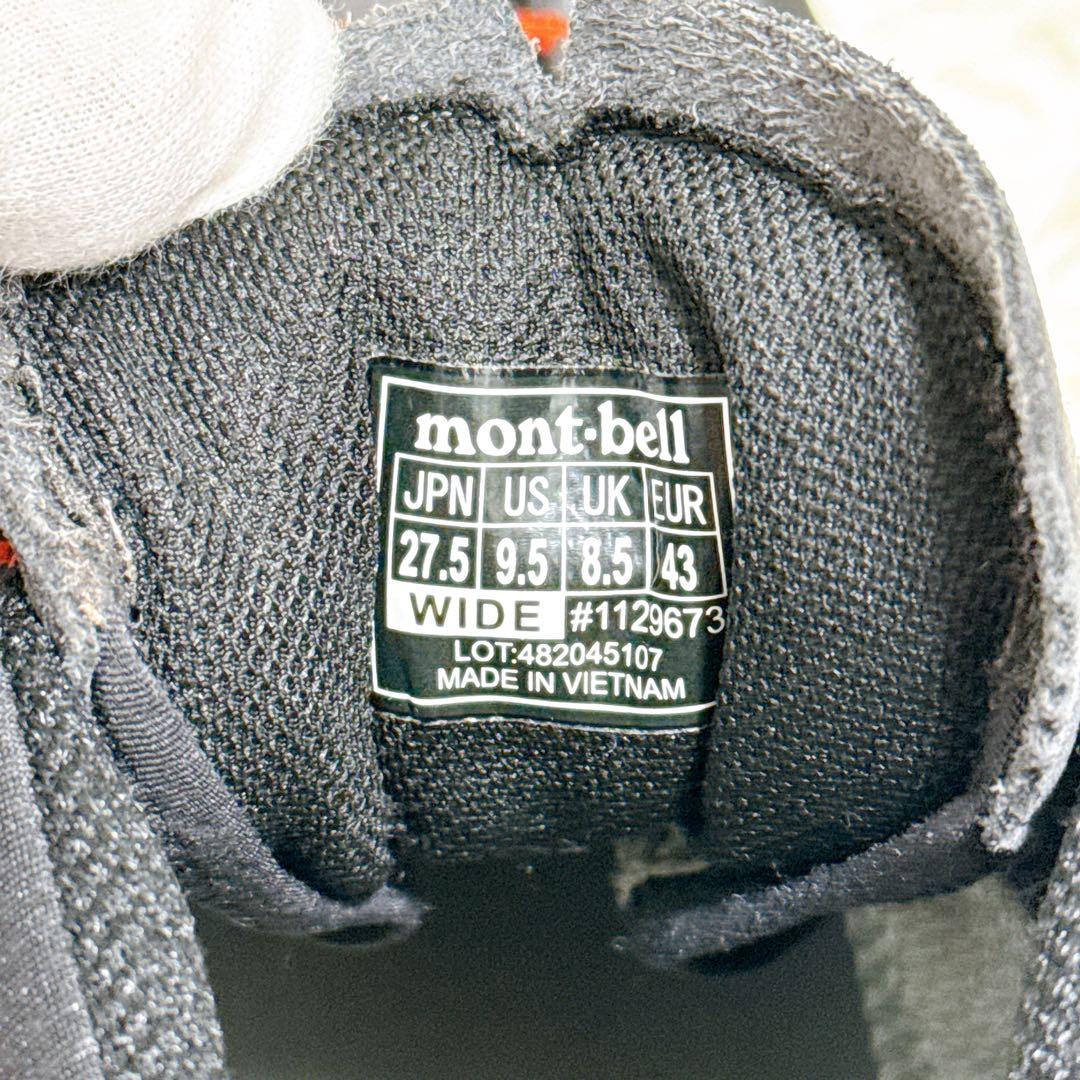 mont-bell
JPN US UK EUR
27.5 9.5 8.5 43
WIDE #1129673
LOT:482045107
MADE IN VIETNAM